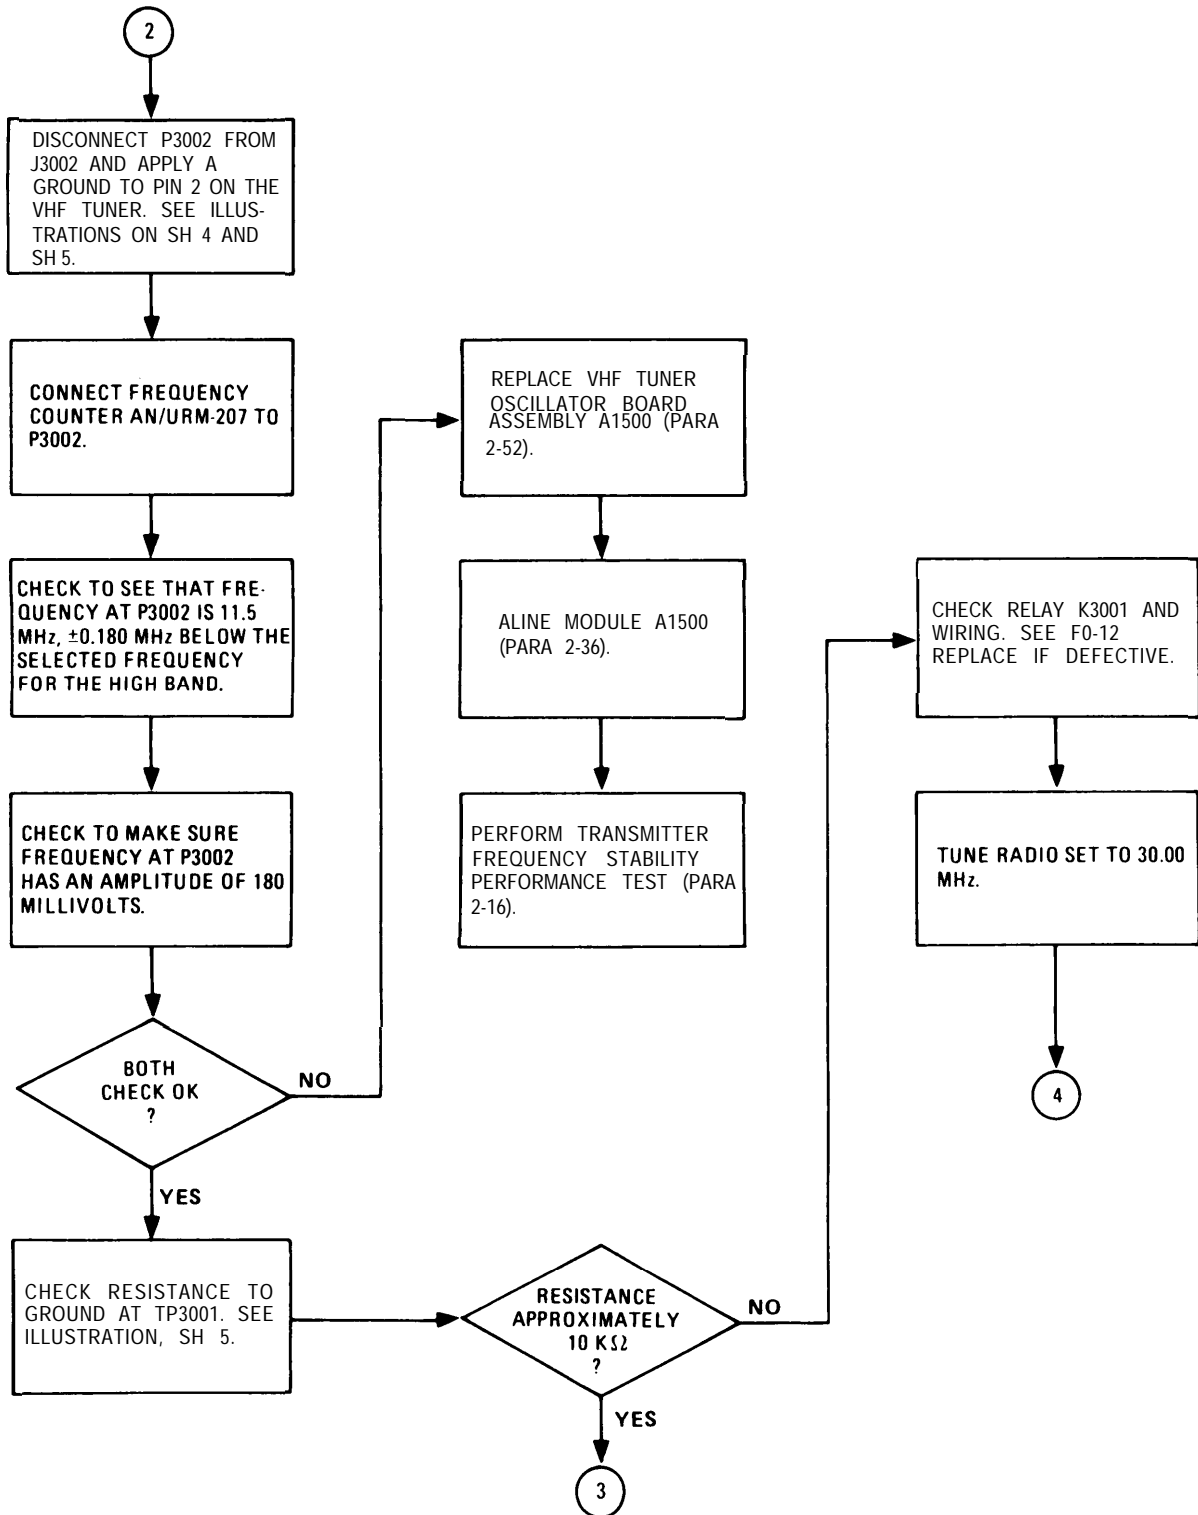 2
DISCONNECT P3002 FROM
J3002 AND APPLY A
GROUND TO PIN 2 ON THE
VHF TUNER. SEE ILLUS-
TRATIONS ON SH 4 AND
SH 5.
CONNECT FREQUENCY
COUNTER AN/URM-207 TO
P3002.
CHECK TO SEE THAT FRE-
QUENCY AT P3002 IS 11.5
MHz, ±0.180 MHz BELOW THE
SELECTED FREQUENCY
FOR THE HIGH BAND.
CHECK TO MAKE SURE
FREQUENCY AT P3002
HAS AN AMPLITUDE OF 180
MILLIVOLTS.
BOTH
CHECK OK
?
NO
YES
CHECK RESISTANCE TO
GROUND AT TP3001. SEE
ILLUSTRATION, SH 5.
REPLACE VHF TUNER
OSCILLATOR BOARD
ASSEMBLY A1500 (PARA
2-52).
ALINE MODULE A1500
(PARA 2-36).
PERFORM TRANSMITTER
FREQUENCY STABILITY
PERFORMANCE TEST (PARA
2-16).
RESISTANCE
APPROXIMATELY
10 KΩ
?
NO
YES
3
CHECK RELAY K3001 AND
WIRING. SEE F0-12
REPLACE IF DEFECTIVE.
TUNE RADIO SET TO 30.00
MHz.
4